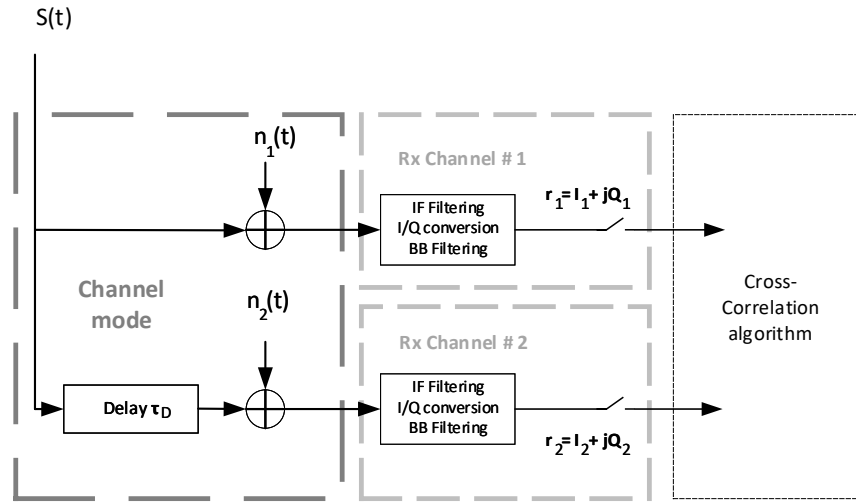 S(t)
n1(t)
Rx Channel # 1
IF Filtering
I/Q conversion
BB Filtering
r1= I1+ jQ1
Channel
mode
n2(t)
Cross-
Correlation
algorithm
Rx Channel # 2
Delay τD
IF Filtering
I/Q conversion
BB Filtering
r2= I2+ jQ2